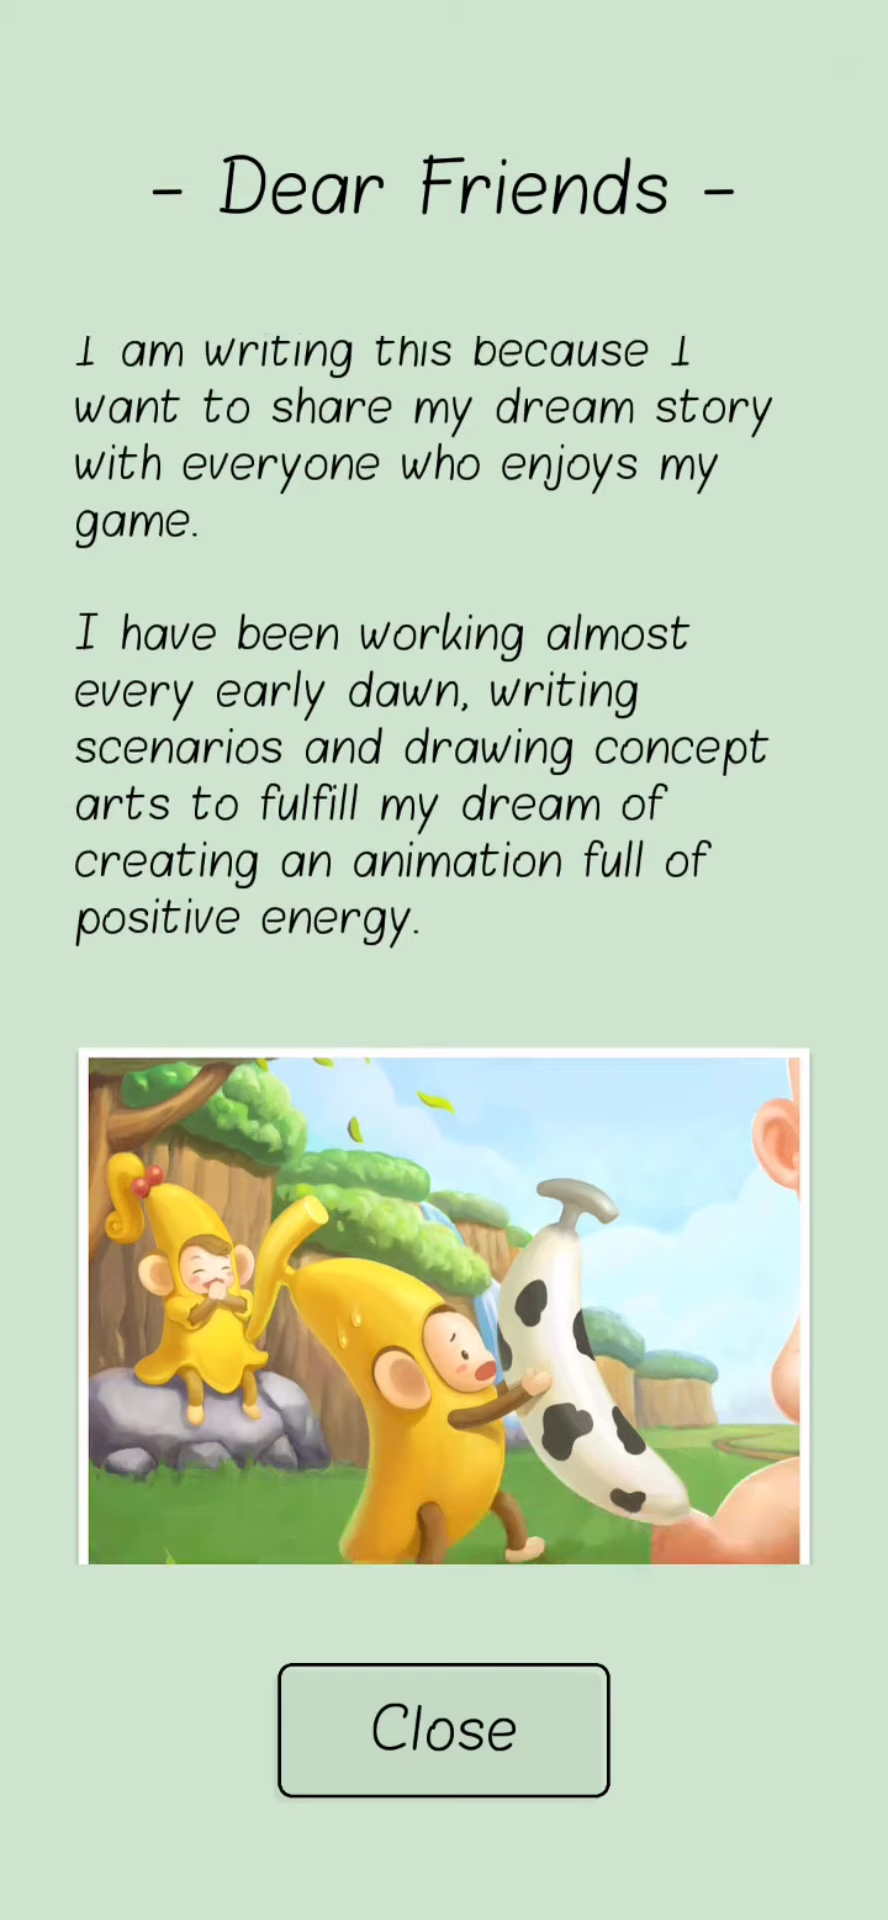 - Dear Friends -
I am writing this because I
want to share my dream story
with everyone who enjoys my
game.
I have been working almost
every early dawn, writing
scenarios and drawing concept
arts to fulfill my dream of
creating an animation full of
positive energy.
Close